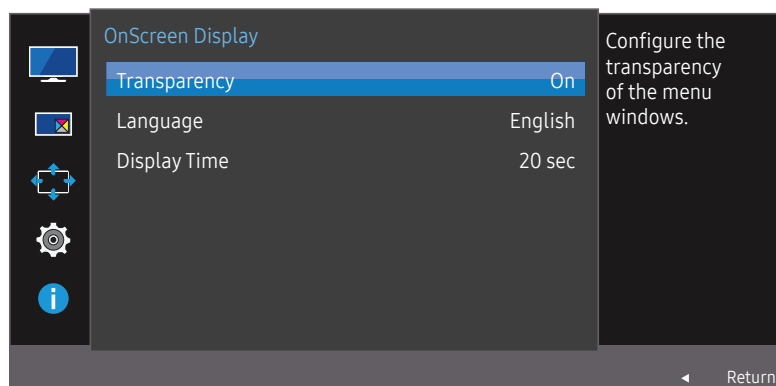 OnScreen Display
Transparency On
Language English
Display Time 20 sec
Configure the
transparency
of the menu
windows.
Return